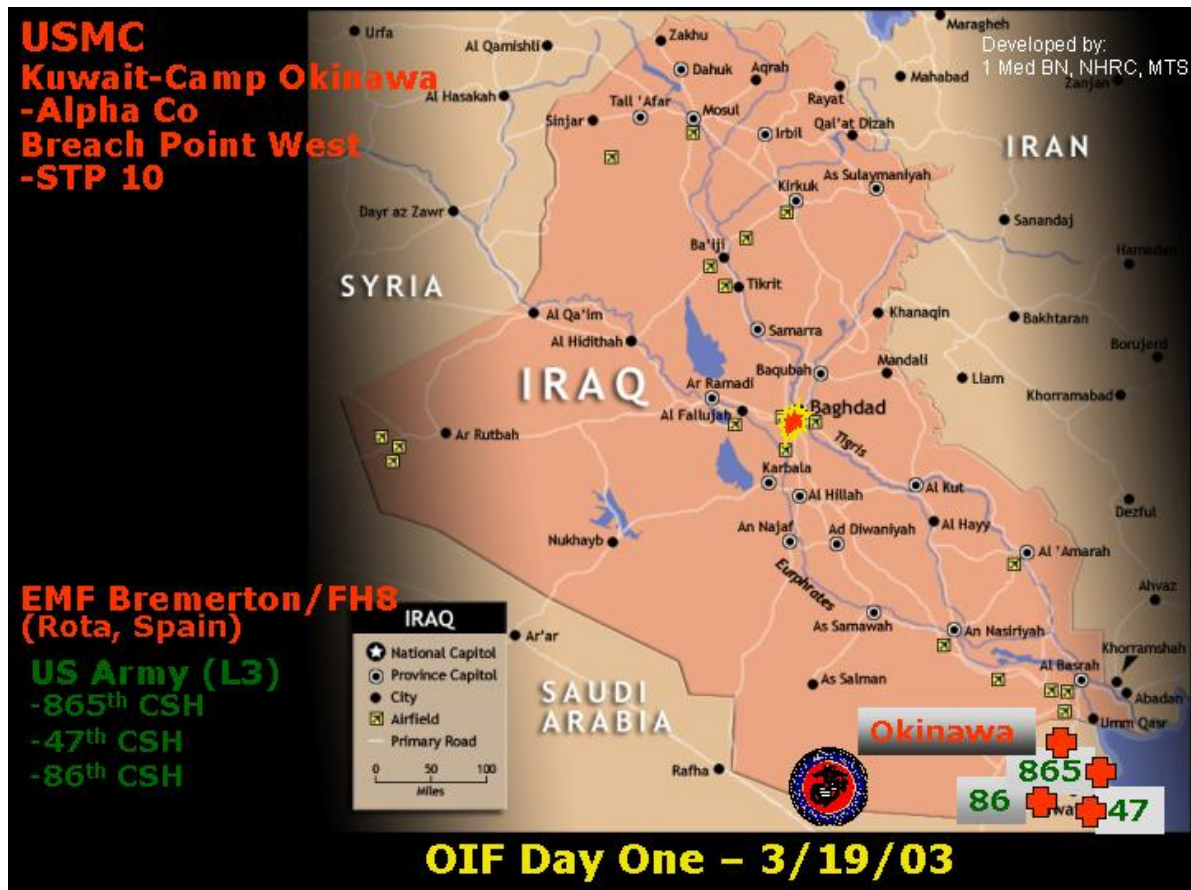 USMC
Kuwait-Camp Okinawa
-Alpha Co
Breach Point West
-STP 10
EMF Bremerton/FH8
(Rota, Spain)
US Army (L3)
-865th CSH
-47th CSH
-86th CSH
Developed by:
1 Med BN, NHRC, MTS
Urfa
Al Qamishli
Zakhu
Maragheh
Dahuk
Aqrah
Mahabad
Zanjan
Al Hasakah
Tall 'Afar
Mosul
Rayat
Sinjar
Irbil
Qal'at Dizah
IRAN
As Sulaymaniyah
Kirkuk
Dayr az Zawr
Sanandaj
Ba'iji
Hamadan
SYRIA
Tikrit
Al Qa'im
Khanaqin
Bakhtaran
Samarra
Al Hidithah
Borujerd
Mandali
Baqubah
IRAQ
Ar Ramadi
Llam
Khorramabad
Al Fallujah
Baghdad
Ar Rutbah
Tigris
Karbala
Al Kut
Al Hillah
Dezful
An Najaf
Ad Diwaniyah
Al Hayy
Nukhayb
Al 'Amarah
Eurphrates
Ahvaz
As Samawah
An Nasiriyah
Ar'ar
Khorramshah
Al Basrah
As Salman
Abadan
SAUDI
ARABIA
Umm Qasr
Rafha
IRAQ
National Capitol
Province Capitol
City
Airfield
Primary Road
0 50 100
Miles
Okinawa
865
86
47
OIF Day One – 3/19/03